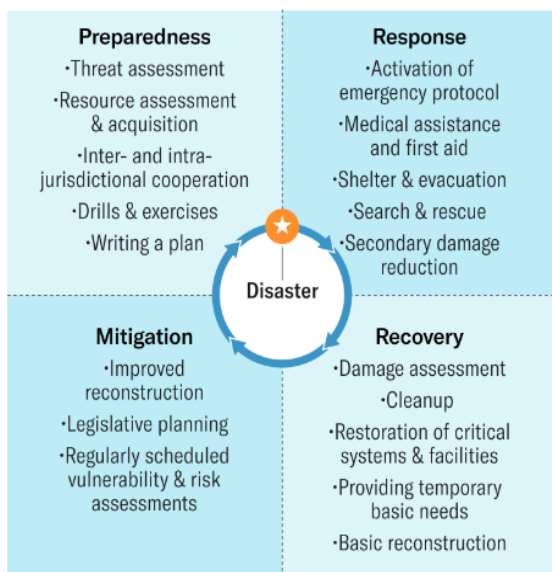 Preparedness
·Threat assessment
·Resource assessment
& acquisition
·Inter- and intra-
jurisdictional cooperation
·Drills & exercises
·Writing a plan
Response
·Activation of
emergency protocol
·Medical assistance
and first aid
·Shelter & evacuation
·Search & rescue
·Secondary damage
reduction
Disaster
Mitigation
·Improved
reconstruction
·Legislative planning
·Regularly scheduled
vulnerability & risk
assessments
Recovery
·Damage assessment
·Cleanup
·Restoration of critical
systems & facilities
·Providing temporary
basic needs
·Basic reconstruction